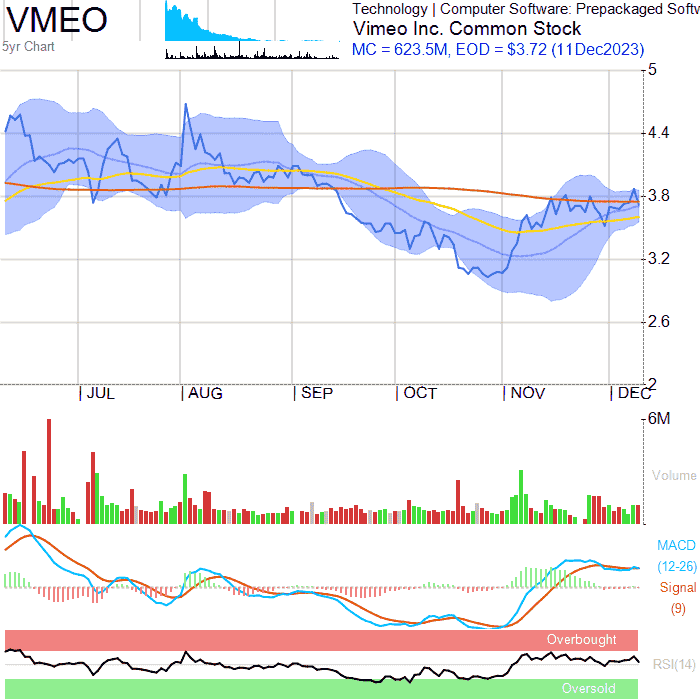 VMEO
5yr Chart
Technology | Computer Software: Prepackaged Softw
Vimeo Inc. Common Stock
MC = 623.5M, EOD = $3.72 (11Dec2023)
5
4.4
3.8
3.2
2.6
2
| JUL | AUG | SEP | OCT | NOV | DEC
6M
Volume
MACD
(12-26)
Signal
(9)
Overbought
RSI(14)
Oversold